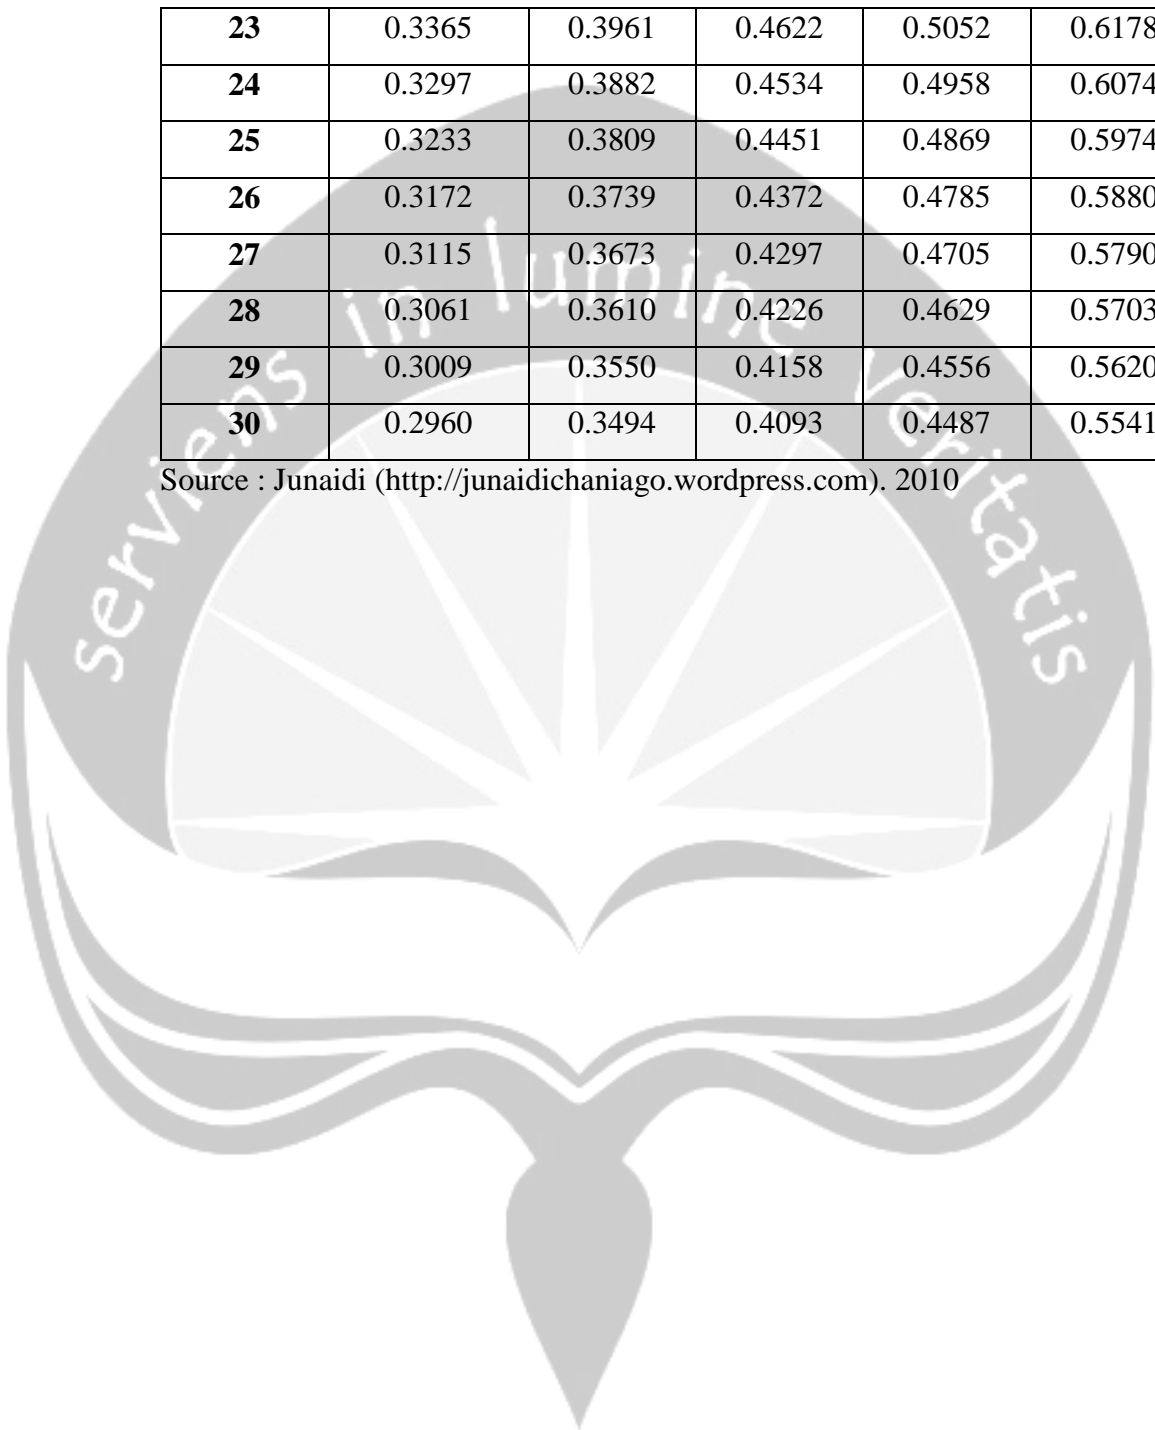 23 0.3365 0.3961 0.4622 0.5052 0.6178
24 0.3297 0.3882 0.4534 0.4958 0.6074
25 0.3233 0.3809 0.4451 0.4869 0.5974
26 0.3172 0.3739 0.4372 0.4785 0.5880
27 0.3115 0.3673 0.4297 0.4705 0.5790
28 0.3061 0.3610 0.4226 0.4629 0.5703
29 0.3009 0.3550 0.4158 0.4556 0.5620
30 0.2960 0.3494 0.4093 0.4487 0.5541
Source : Junaidi (http://junaidichaniago.wordpress.com). 2010
serviens in lumine veritatis